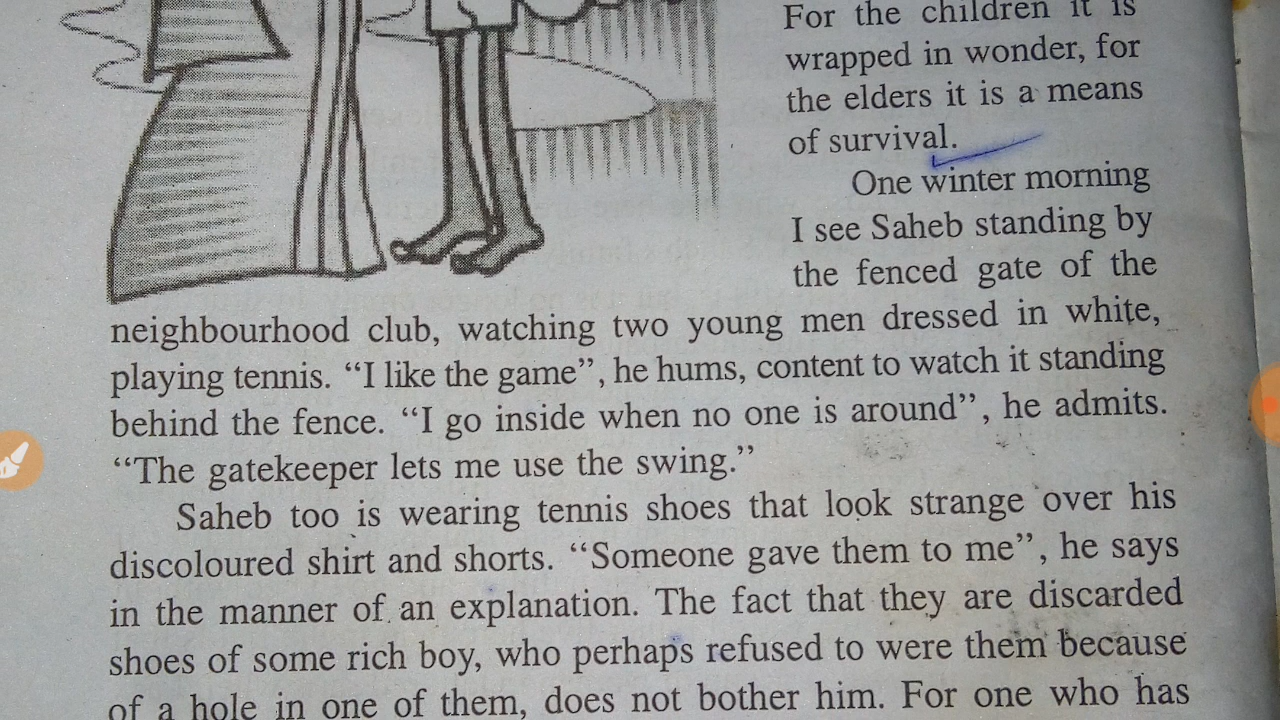 For the children it is
wrapped in wonder, for
the elders it is a means
of survival.
One winter morning
I see Saheb standing by
the fenced gate of the
neighbourhood club, watching two young men dressed in white,
playing tennis. “I like the game”, he hums, content to watch it standing
behind the fence. “I go inside when no one is around”, he admits.
“The gatekeeper lets me use the swing.”
Saheb too is wearing tennis shoes that look strange over his
discoloured shirt and shorts. “Someone gave them to me”, he says
in the manner of an explanation. The fact that they are discarded
shoes of some rich boy, who perhaps refused to were them because
of a hole in one of them, does not bother him. For one who has